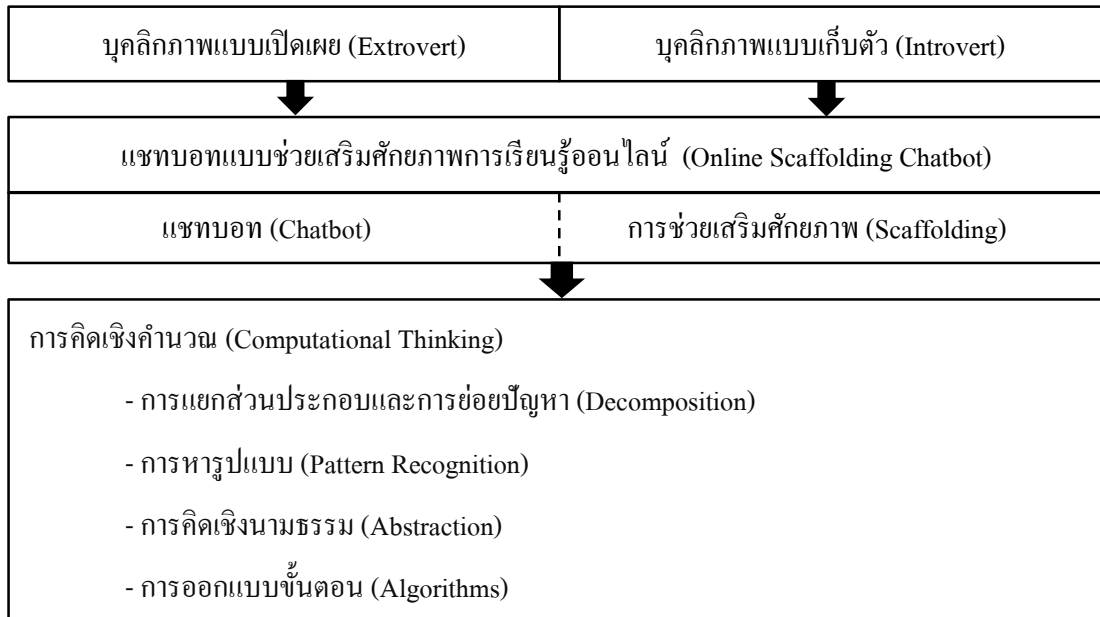 บุคลิกภาพแบบเปิดเผย (Extrovert)
บุคลิกภาพแบบเก็บตัว (Introvert)
แชทบอทแบบช่วยเสริมศักยภาพการเรียนรู้ออนไลน์ (Online Scaffolding Chatbot)
แชทบอท (Chatbot)
การช่วยเสริมศักยภาพ (Scaffolding)
การคิดเชิงคำนวณ (Computational Thinking)
- การแยกส่วนประกอบและการย่อยปัญหา (Decomposition)
- การหารูปแบบ (Pattern Recognition)
- การคิดเชิงนามธรรม (Abstraction)
- การออกแบบขั้นตอน (Algorithms)